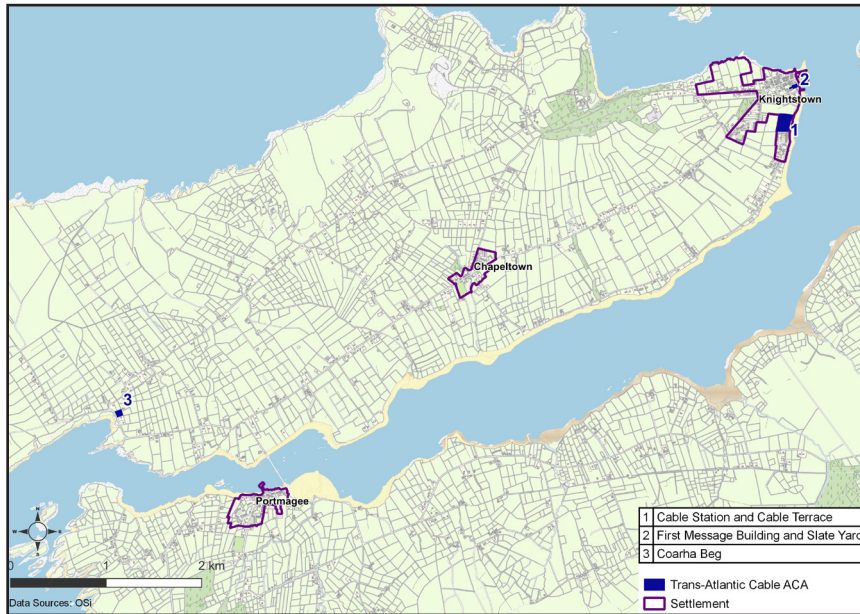 2
Knightstown
1
Chapeltown
3
Portmagee
N
W E
S
0 1 2 km
Data Sources: OSi
1 Cable Station and Cable Terrace
2 First Message Building and Slate Yard
3 Coarha Beg
Trans-Atlantic Cable ACA
Settlement